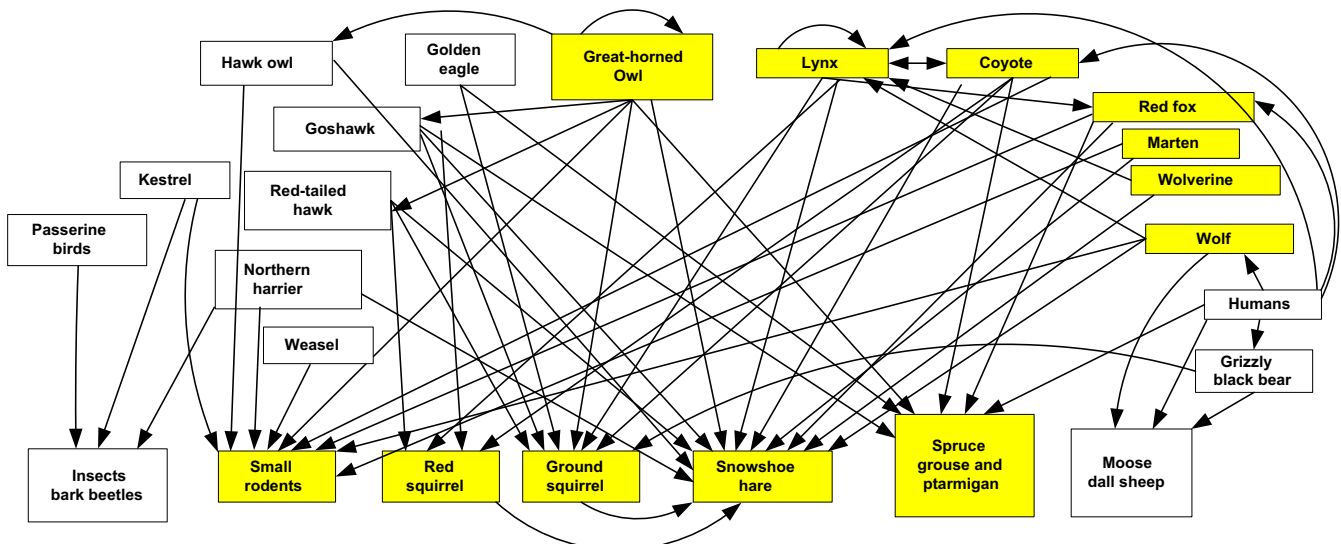 Hawk owl
Golden
eagle
Great-horned
Owl
Lynx
Coyote
Red fox
Goshawk
Marten
Kestrel
Wolverine
Red-tailed
hawk
Passerine
birds
Wolf
Northern
harrier
Humans
Weasel
Grizzly
black bear
Insects
bark beetles
Small
rodents
Red
squirrel
Ground
squirrel
Snowshoe
hare
Spruce
grouse and
ptarmigan
Moose
dall sheep